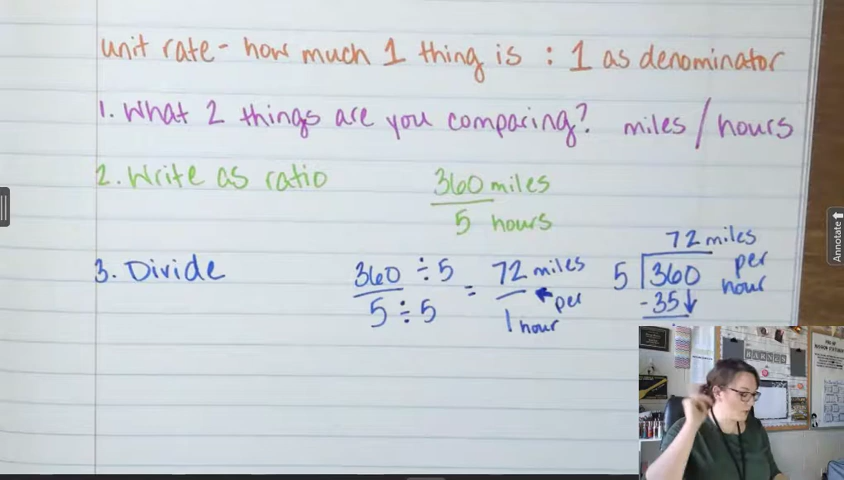 unit rate - how much 1 thing is : 1 as denominator
1. What 2 things are you comparing? miles / hours
2. Write as ratio 360 miles
5 hours
72 miles
per
hour
3. Divide 360 ÷ 5 = 72 miles
5 ÷ 5 per
1 hour
5 360
- 35↓
Annotate